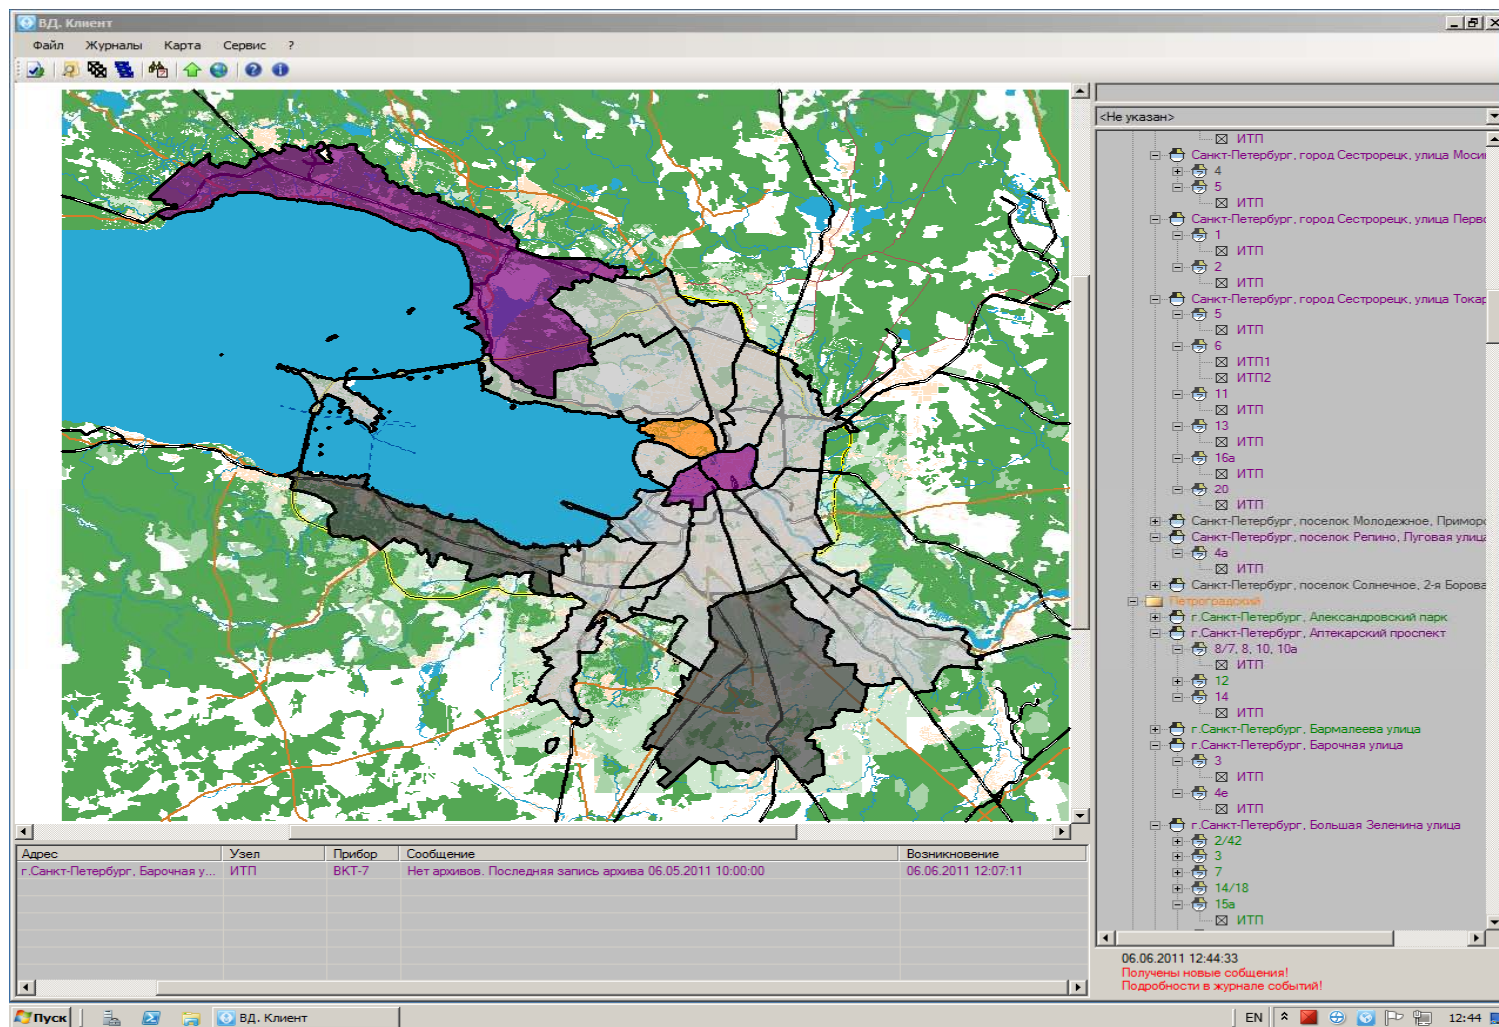 ВД. Клиент
Файл Журналы Карта Сервис ?
<Не указан>
ИТП
Санкт-Петербург, город Сестрорецк, улица Моси
4
5
ИТП
Санкт-Петербург, город Сестрорецк, улица Перво
1
ИТП
2
ИТП
Санкт-Петербург, город Сестрорецк, улица Токар
5
ИТП
6
ИТП1
ИТП2
11
ИТП
13
ИТП
16а
ИТП
20
ИТП
Санкт-Петербург, поселок Молодежное, Приморс
Санкт-Петербург, поселок Репино, Луговая улица
4а
ИТП
Санкт-Петербург, поселок Солнечное, 2-я Борова
Петроградский
г.Санкт-Петербург, Александровский парк
г.Санкт-Петербург, Аптекарский проспект
8/7, 8, 10, 10а
ИТП
12
14
ИТП
г.Санкт-Петербург, Бармалеева улица
г.Санкт-Петербург, Барочная улица
3
ИТП
4е
ИТП
г.Санкт-Петербург, Большая Зеленина улица
2/42
3
7
14/18
15а
ИТП
Адрес Узел Прибор Сообщение Возникновение
г.Санкт-Петербург, Барочная у... ИТП ВКТ-7 Нет архивов. Последняя запись архива 06.05.2011 10:00:00 06.06.2011 12:07:11
06.06.2011 12:44:33
Получены новые собщения!
Подробности в журнале событий!
Пуск ВД. Клиент EN 12:44